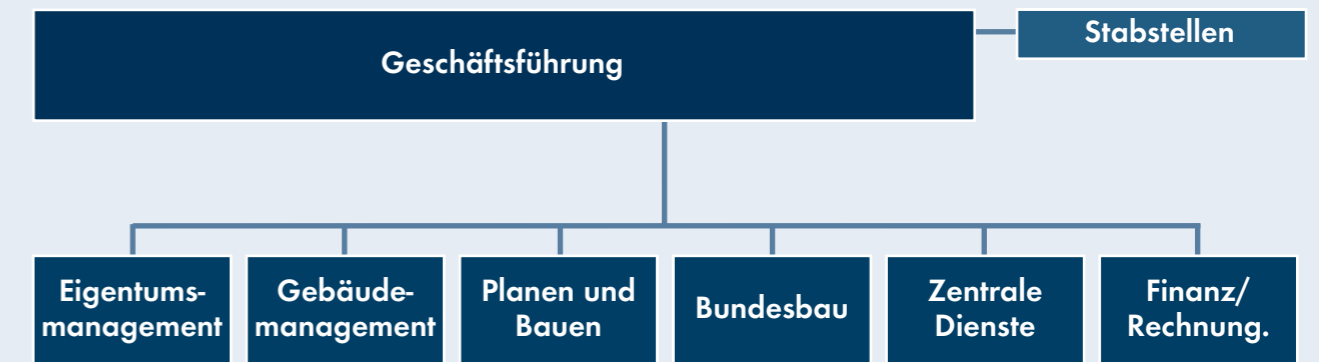 Geschäftsführung
Stabstellen
Eigentums-
management
Gebäude-
management
Planen und
Bauen
Bundesbau
Zentrale
Dienste
Finanz/
Rechnung.